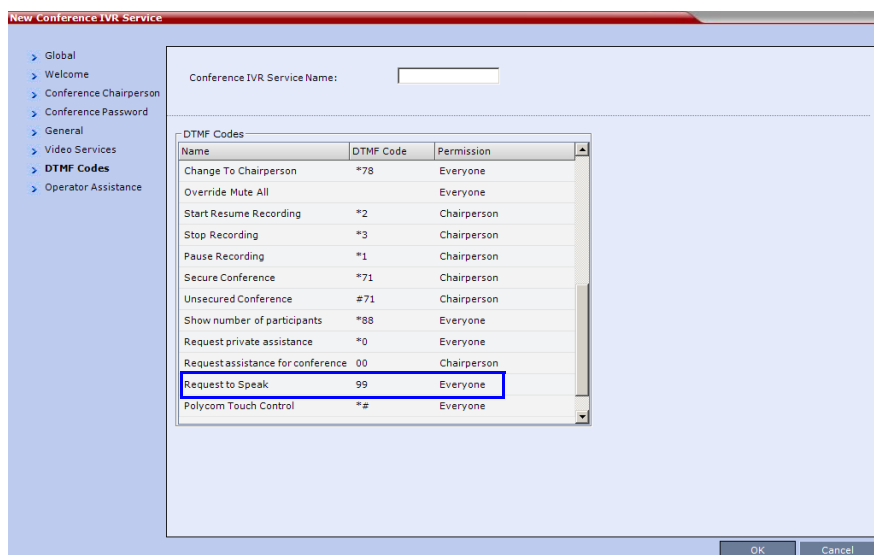 New Conference IVR Service
Global
Welcome
Conference Chairperson
Conference Password
General
Video Services
DTMF Codes
Operator Assistance
Conference IVR Service Name:
DTMF Codes
Name DTMF Code Permission
Change To Chairperson *78 Everyone
Override Mute All Everyone
Start Resume Recording *2 Chairperson
Stop Recording *3 Chairperson
Pause Recording *1 Chairperson
Secure Conference *71 Chairperson
Unsecured Conference #71 Chairperson
Show number of participants *88 Everyone
Request private assistance *0 Everyone
Request assistance for conference 00 Chairperson
Request to Speak 99 Everyone
Polycom Touch Control *# Everyone
OK Cancel